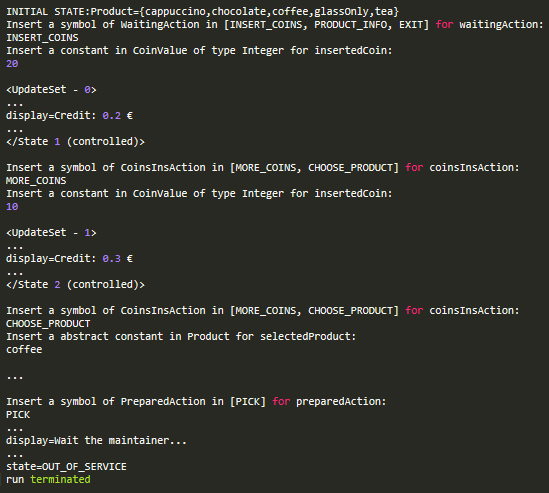 INITIAL STATE:Product={cappuccino,chocolate,coffee,glassOnly,tea}
Insert a symbol of WaitingAction in [INSERT_COINS, PRODUCT_INFO, EXIT] for waitingAction:
INSERT_COINS
Insert a constant in CoinValue of type Integer for insertedCoin:
20
<UpdateSet - 0>
...
display=Credit: 0.2 €
...
</State 1 (controlled)>
Insert a symbol of CoinsInsAction in [MORE_COINS, CHOOSE_PRODUCT] for coinsInsAction:
MORE_COINS
Insert a constant in CoinValue of type Integer for insertedCoin:
10
<UpdateSet - 1>
...
display=Credit: 0.3 €
...
</State 2 (controlled)>
Insert a symbol of CoinsInsAction in [MORE_COINS, CHOOSE_PRODUCT] for coinsInsAction:
CHOOSE_PRODUCT
Insert a abstract constant in Product for selectedProduct:
coffee
...
Insert a symbol of PreparedAction in [PICK] for preparedAction:
PICK
...
display=Wait the maintainer...
...
state=OUT_OF_SERVICE
run terminated